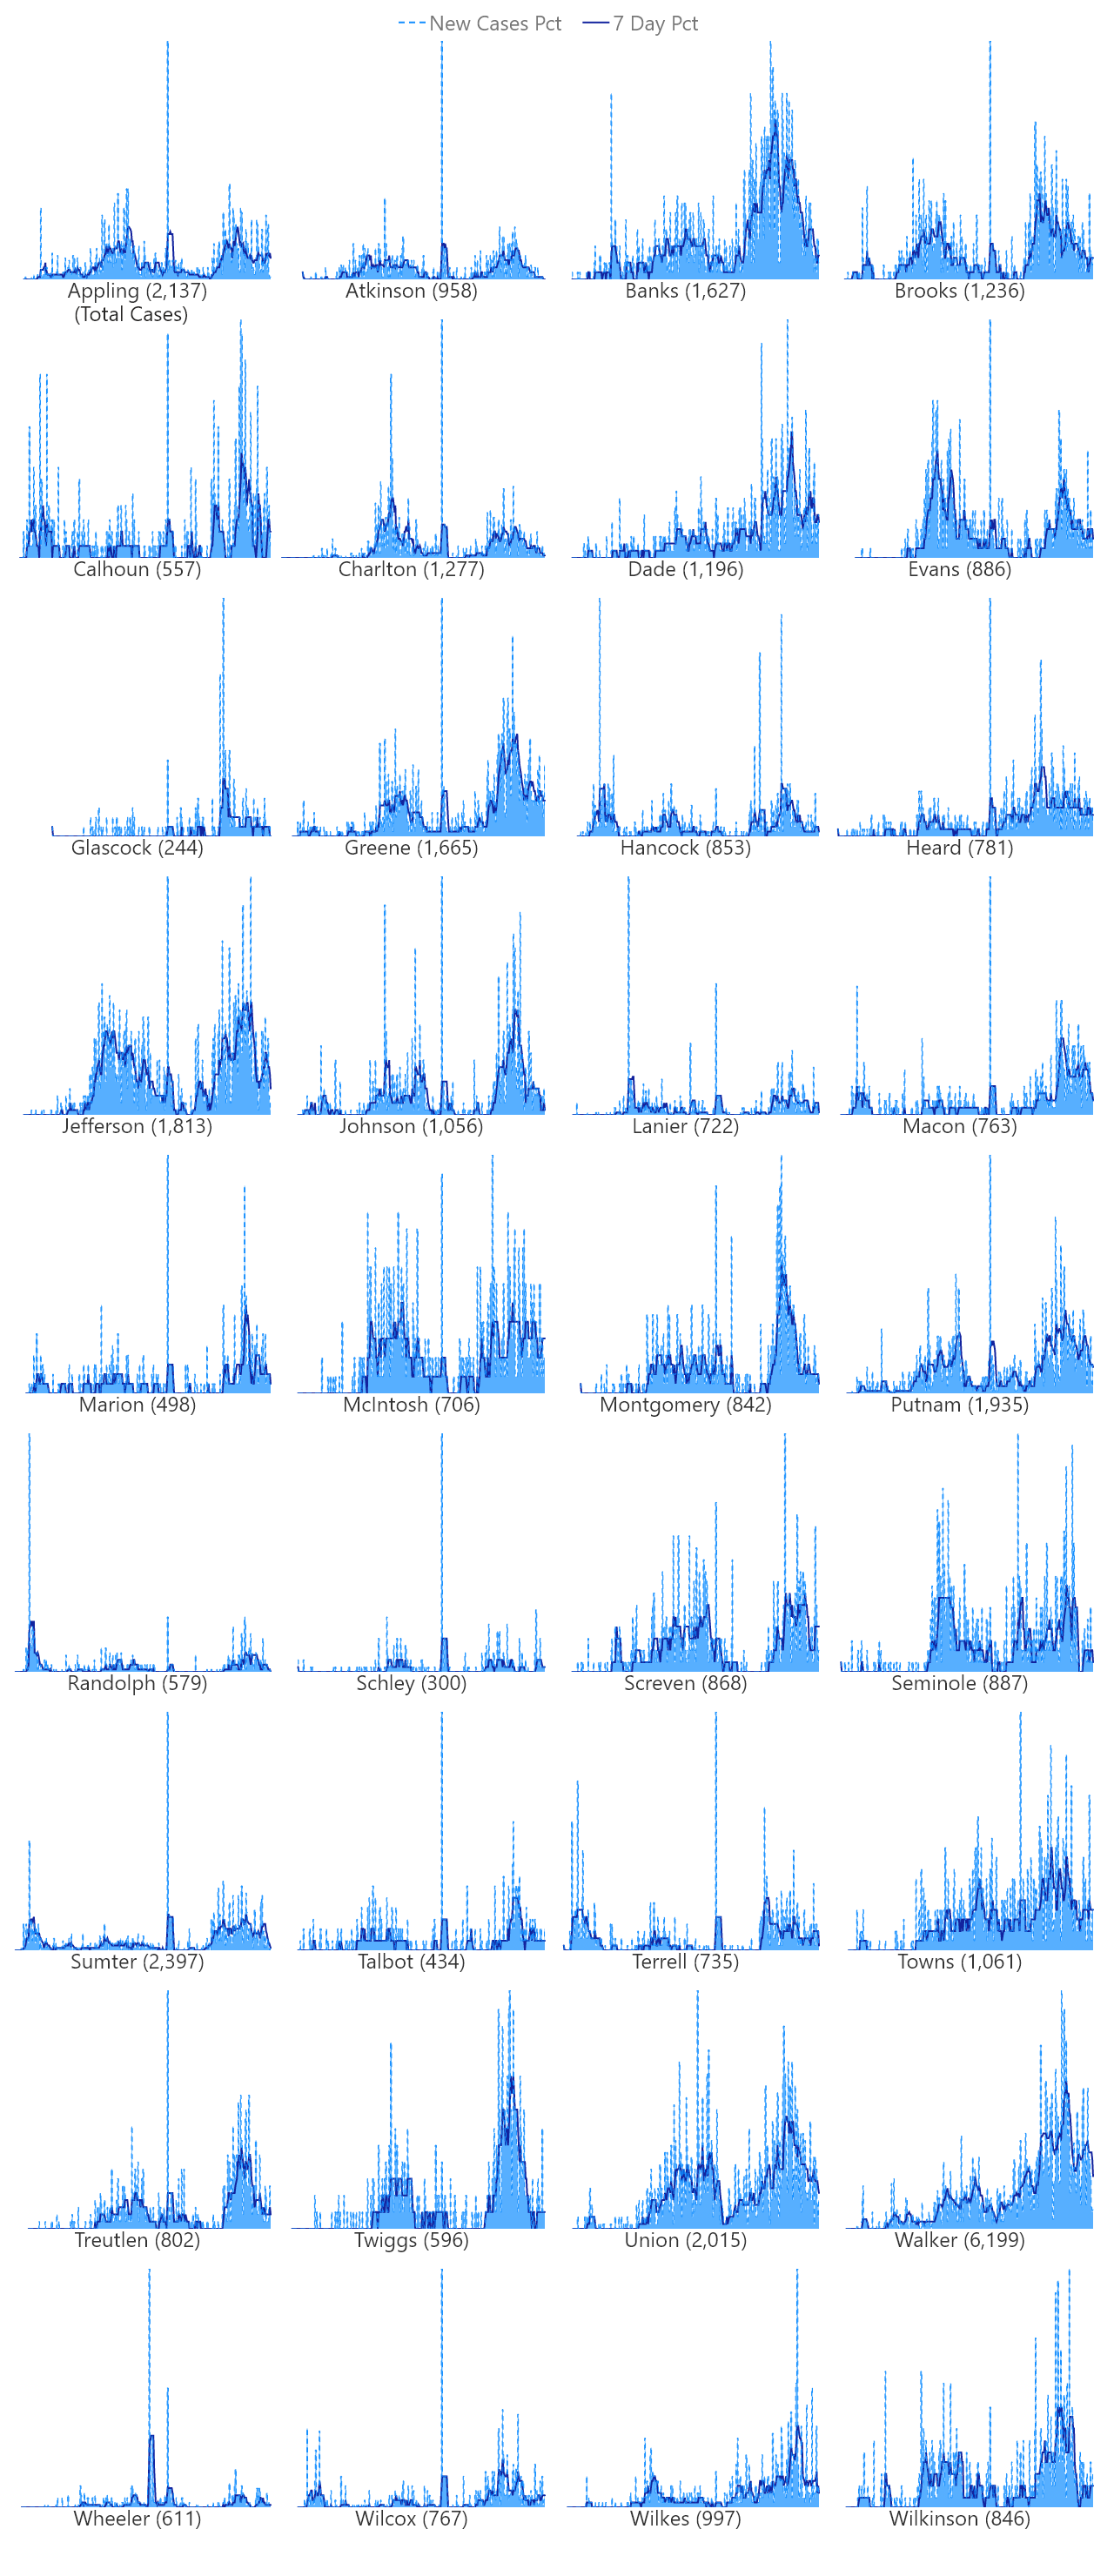 New Cases Pct 7 Day Pct
Appling (2,137) Atkinson (958) Banks (1,627) Brooks (1,236)
(Total Cases)
Calhoun (557) Charlton (1,277) Dade (1,196) Evans (886)
Glascock (244) Greene (1,665) Hancock (853) Heard (781)
Jefferson (1,813) Johnson (1,056) Lanier (722) Macon (763)
Marion (498) McIntosh (706) Montgomery (842) Putnam (1,935)
Randolph (579) Schley (300) Screven (868) Seminole (887)
Sumter (2,397) Talbot (434) Terrell (735) Towns (1,061)
Treutlen (802) Twiggs (596) Union (2,015) Walker (6,199)
Wheeler (611) Wilcox (767) Wilkes (997) Wilkinson (846)